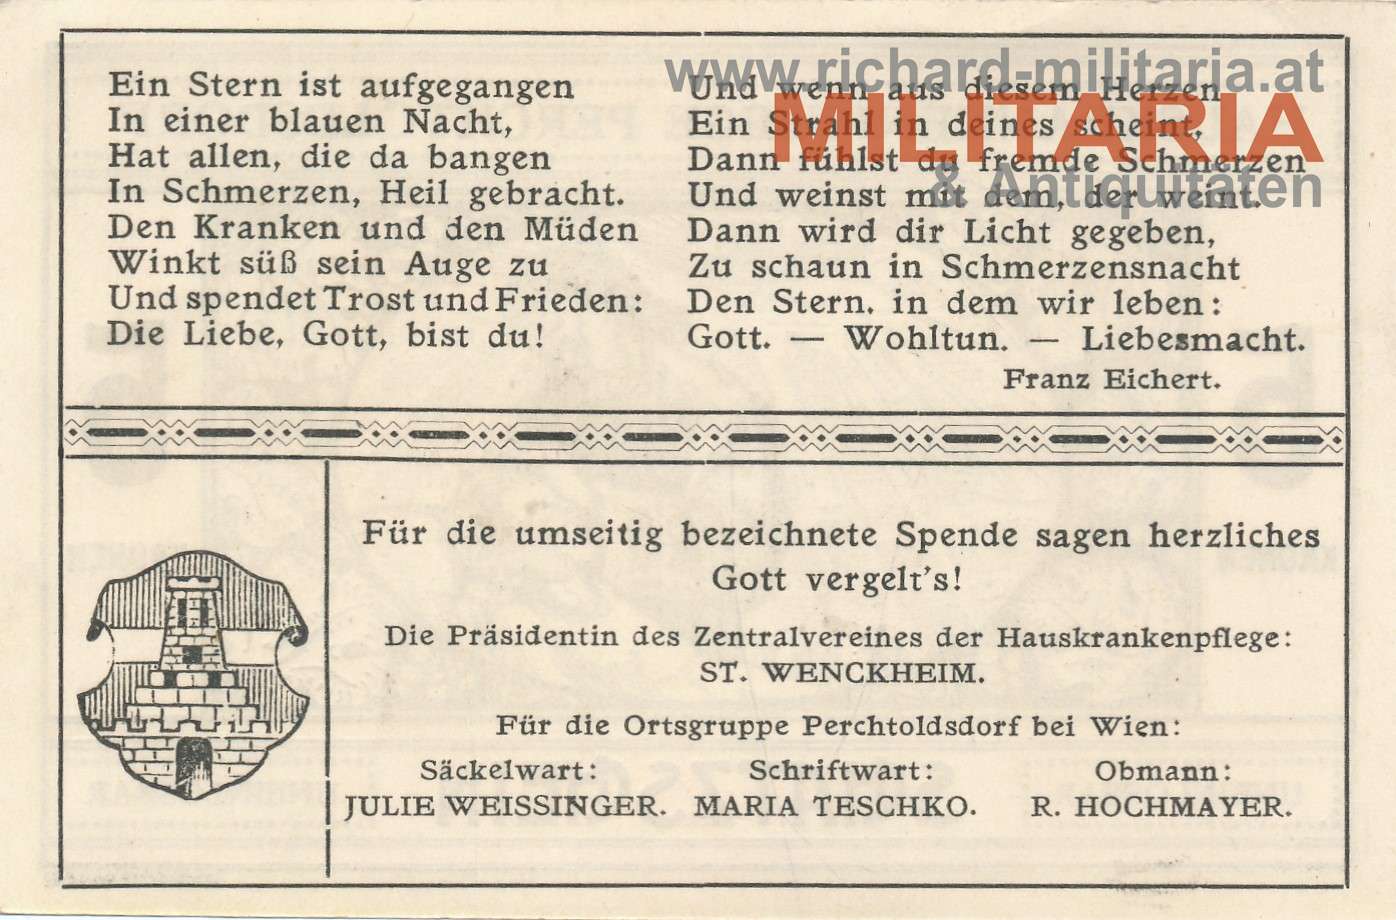 www.richard-militaria.at
MILITARIA
& Antiquitäten
Ein Stern ist aufgegangen
In einer blauen Nacht,
Hat allen, die da bangen
In Schmerzen, Heil gebracht.
Den Kranken und den Müden
Winkt süß sein Auge zu
Und spendet Trost und Frieden:
Die Liebe, Gott, bist du!
Und wenn aus diesem Herzen
Ein Strahl in deines scheint,
Dann fühlst du fremde Schmerzen
Und weinst mit dem, der weint.
Dann wird dir Licht gegeben,
Zu schaun in Schmerzensnacht
Den Stern, in dem wir leben:
Gott. — Wohltun. — Liebesmacht.
Franz Eichert.
Für die umseitig bezeichnete Spende sagen herzliches
Gott vergelt's!
Die Präsidentin des Zentralvereines der Hauskrankenpflege:
ST. WENCKHEIM.
Für die Ortsgruppe Perchtoldsdorf bei Wien:
Säckelwart: Schriftwart: Obmann:
JULIE WEISSINGER. MARIA TESCHKO. R. HOCHMAYER.